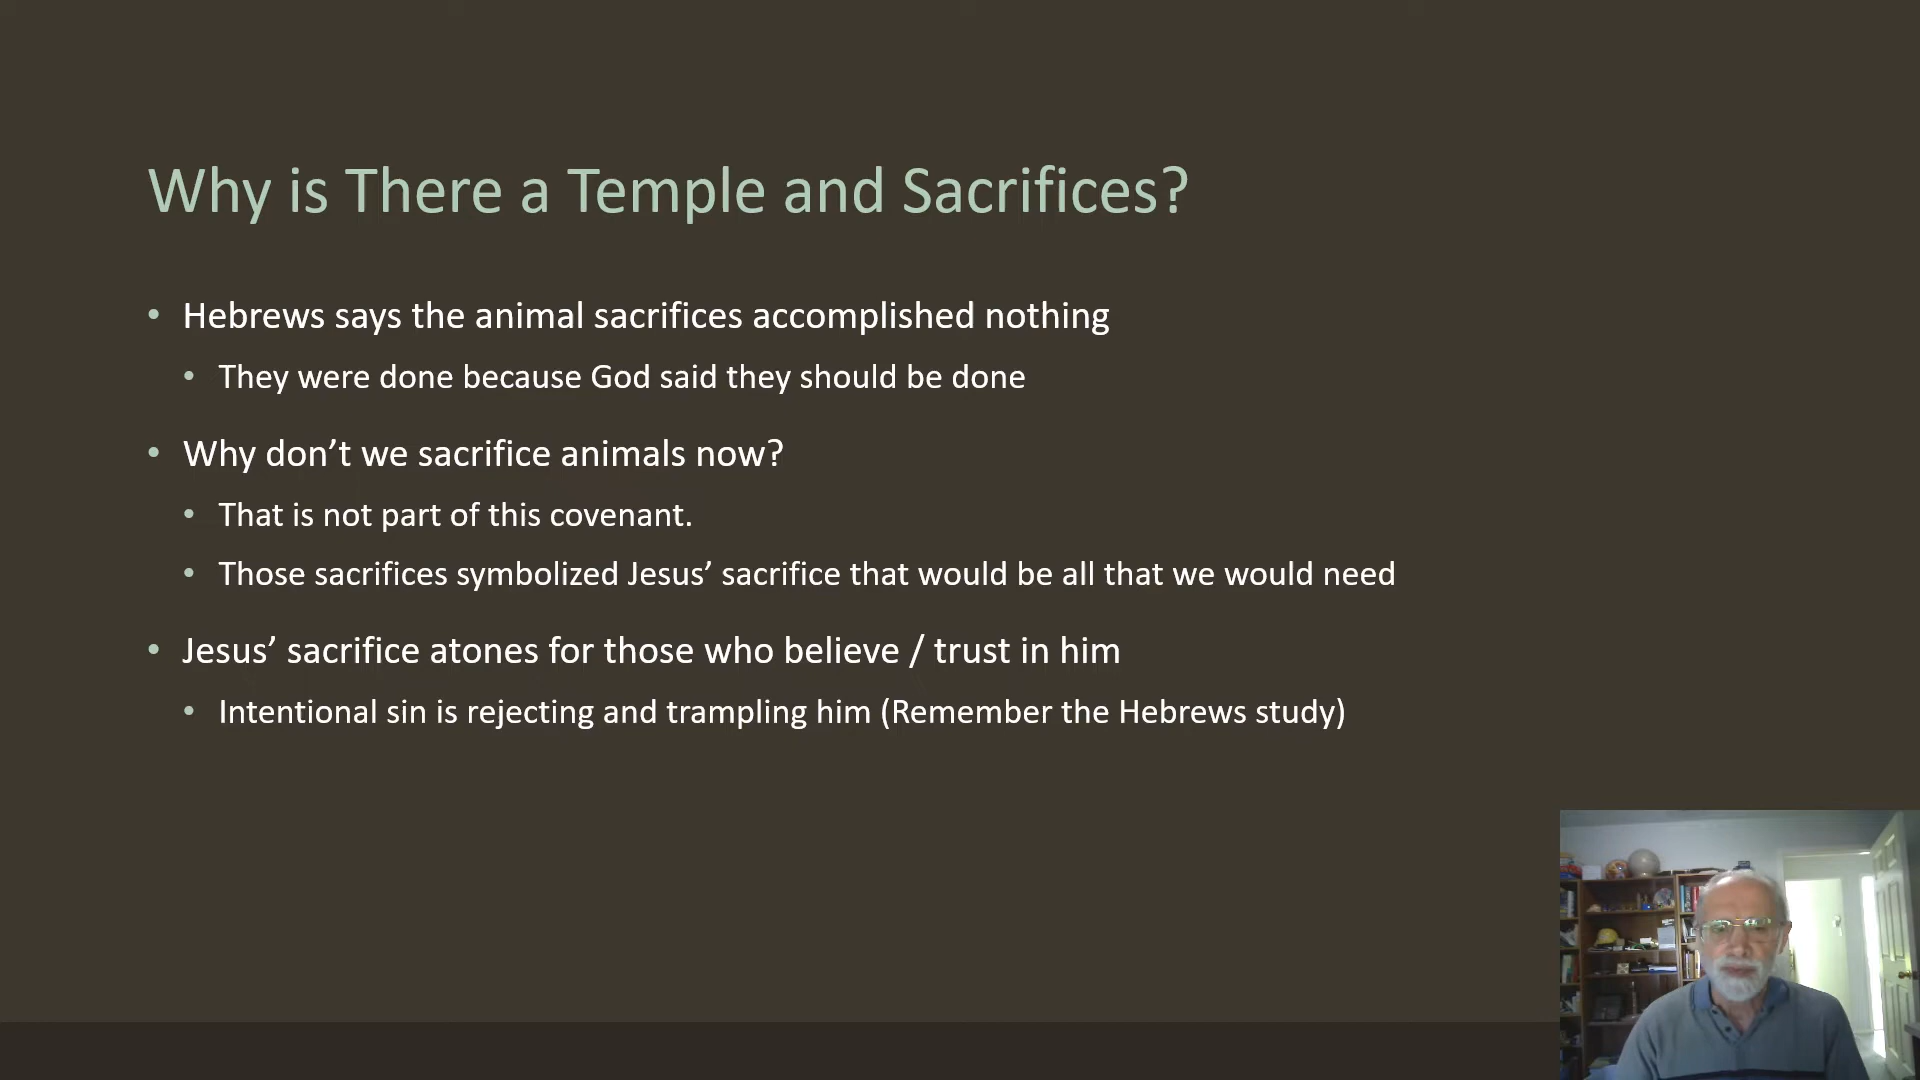 Why is There a Temple and Sacrifices?
• Hebrews says the animal sacrifices accomplished nothing
• They were done because God said they should be done
• Why don’t we sacrifice animals now?
• That is not part of this covenant.
• Those sacrifices symbolized Jesus’ sacrifice that would be all that we would need
• Jesus’ sacrifice atones for those who believe / trust in him
• Intentional sin is rejecting and trampling him (Remember the Hebrews study)